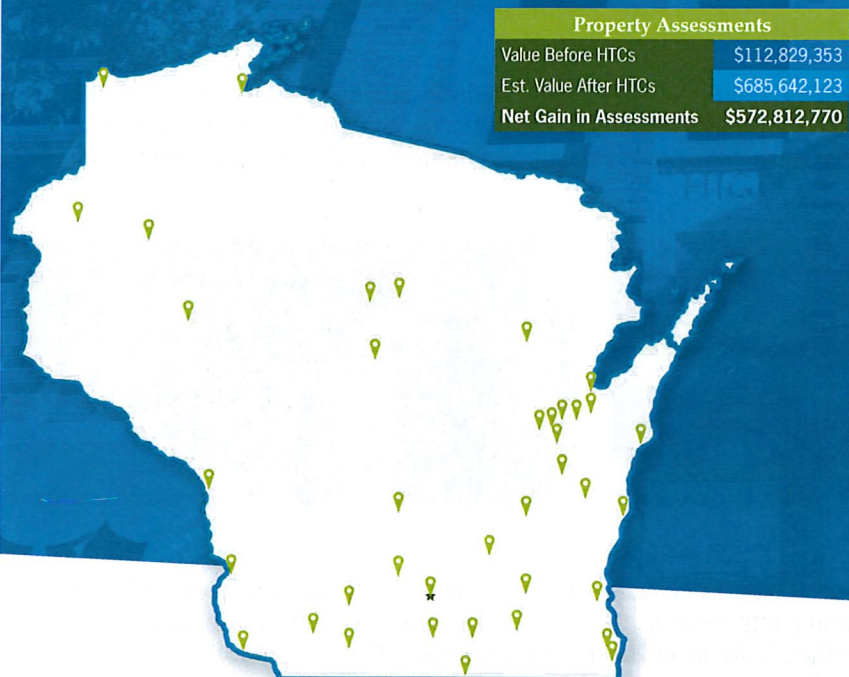 Property Assessments
Value Before HTCs $112,829,353
Est. Value After HTCs $685,642,123
Net Gain in Assessments $572,812,770